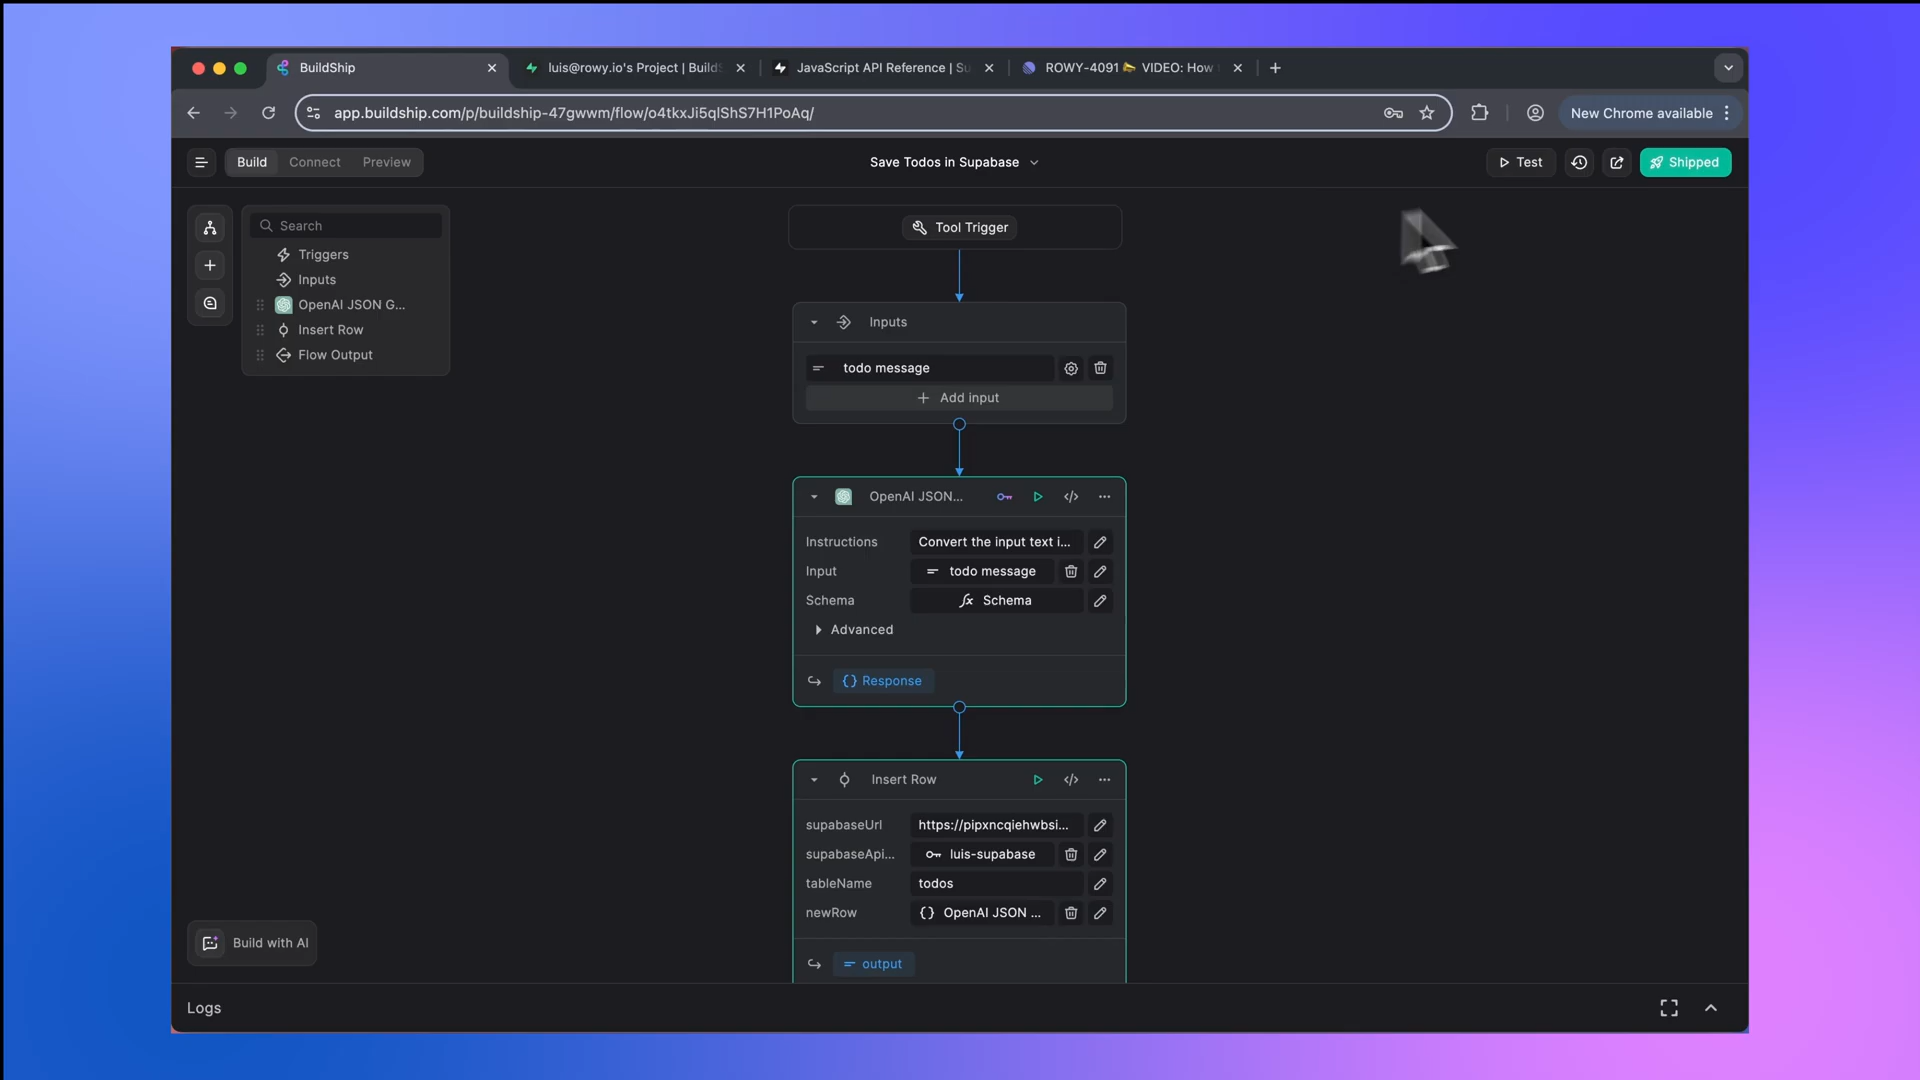 BuildShip
luis@rowy.io's Project | Build
JavaScript API Reference | Su
ROWY-4091 VIDEO: How
app.buildship.com/p/buildship-47gwwm/flow/o4tkxJi5qlShS7H1PoAq/
New Chrome available
Build
Connect
Preview
Save Todos in Supabase
Test
Shipped
Search
Triggers
Inputs
OpenAI JSON G...
Insert Row
Flow Output
Tool Trigger
Inputs
todo message
Add input
OpenAI JSON...
Instructions
Convert the input text i...
Input
todo message
Schema
Schema
Advanced
{} Response
Insert Row
supabaseUrl
https://pipxncqiehwbsi...
supabaseApi...
luis-supabase
tableName
todos
newRow
{} OpenAI JSON ...
output
Build with AI
Logs